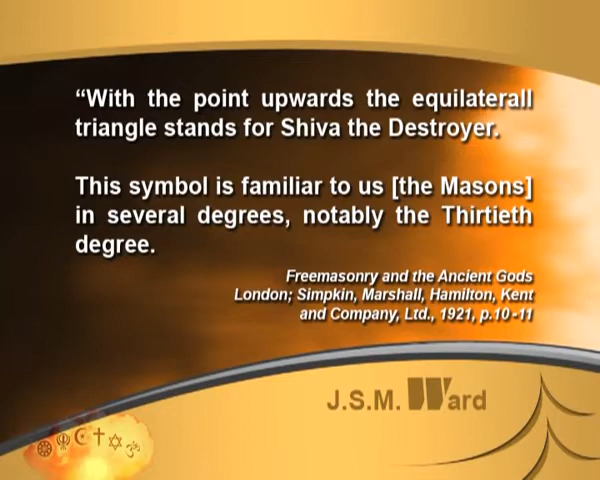 “With the point upwards the equilaterall
triangle stands for Shiva the Destroyer.
This symbol is familiar to us [the Masons]
in several degrees, notably the Thirtieth
degree.
Freemasonry and the Ancient Gods
London; Simpkin, Marshall, Hamilton, Kent
and Company, Ltd., 1921, p.10-11
J.S.M. Ward